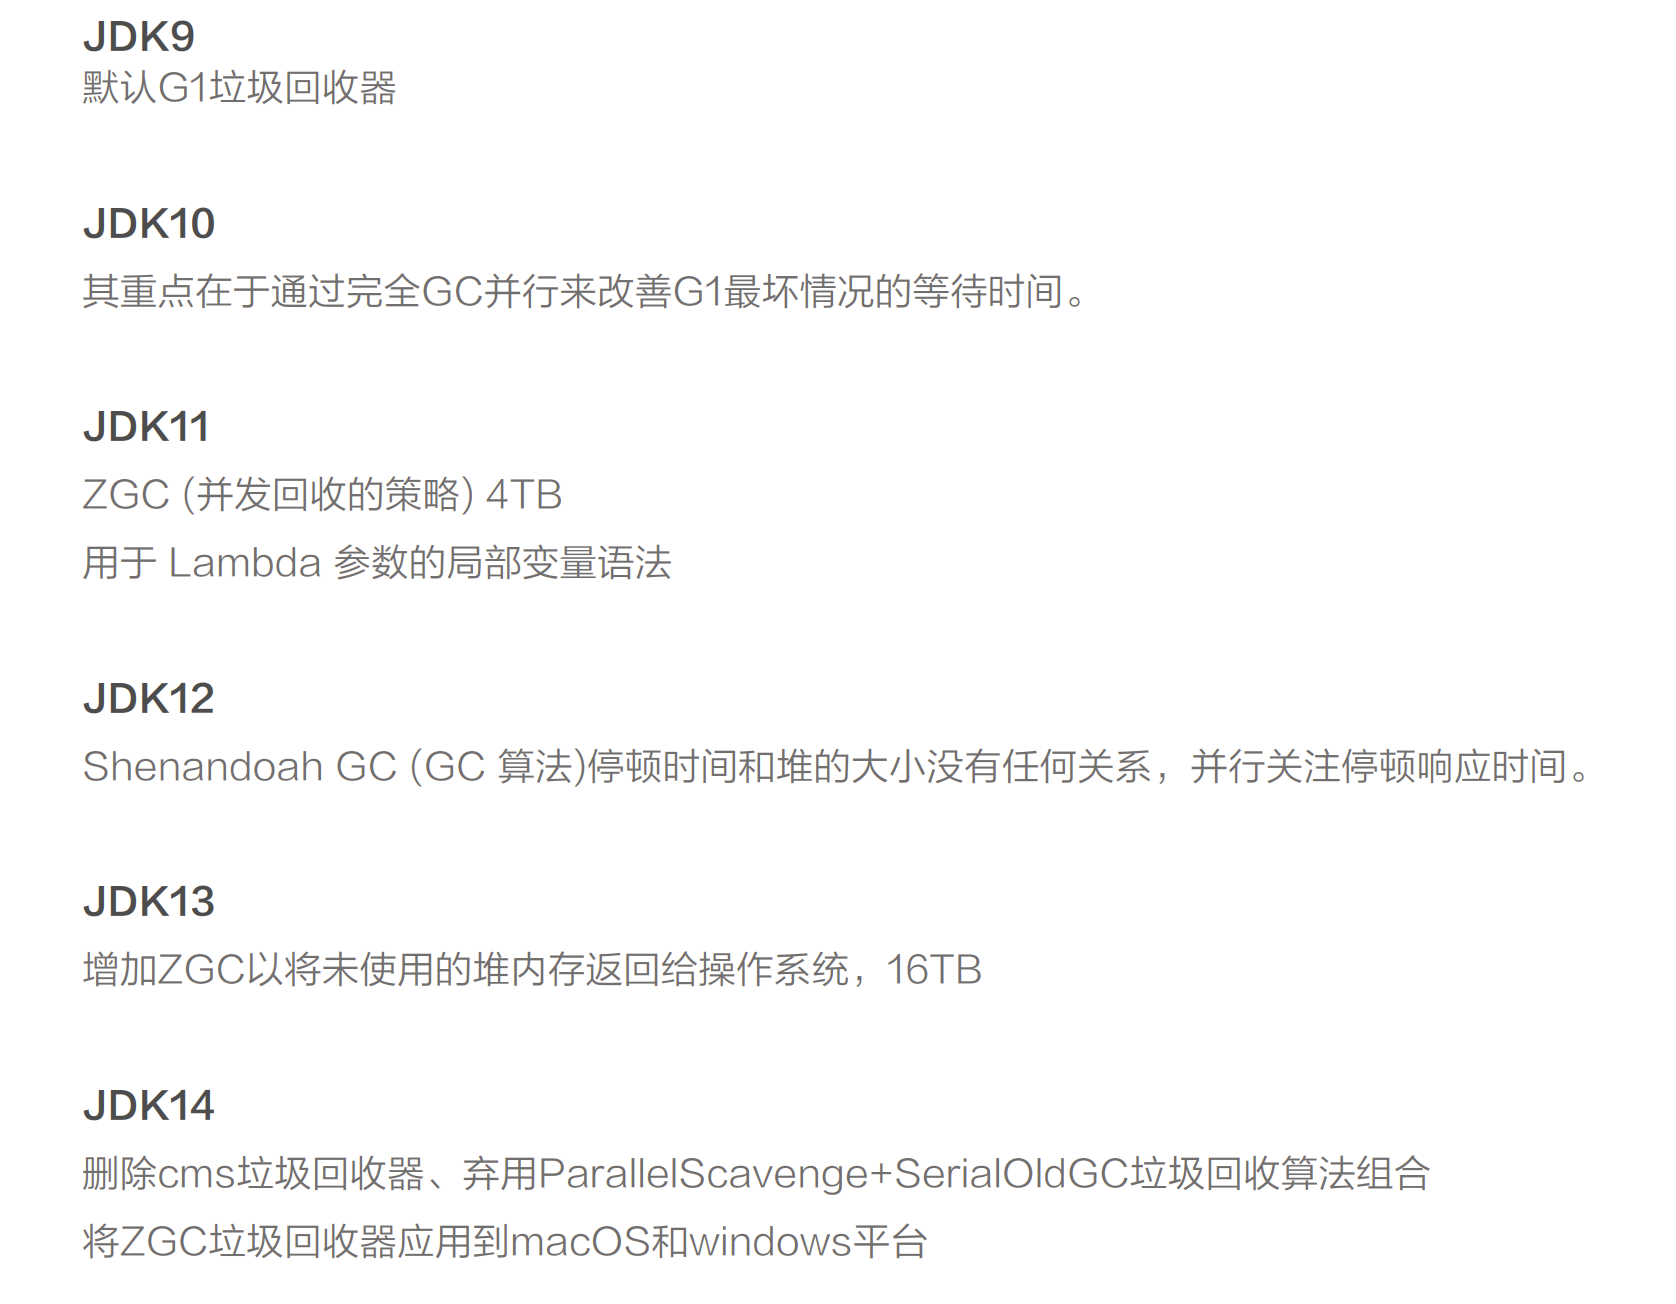 JDK9
默认G1垃圾回收器
JDK10
其重点在于通过完全GC并行来改善G1最坏情况的等待时间。
JDK11
ZGC (并发回收的策略) 4TB
用于 Lambda 参数的局部变量语法
JDK12
Shenandoah GC (GC 算法)停顿时间和堆的大小没有任何关系，并行关注停顿响应时间。
JDK13
增加ZGC以将未使用的堆内存返回给操作系统，16TB
JDK14
删除cms垃圾回收器、弃用ParallelScavenge+SerialOldGC垃圾回收算法组合
将ZGC垃圾回收器应用到macOS和windows平台